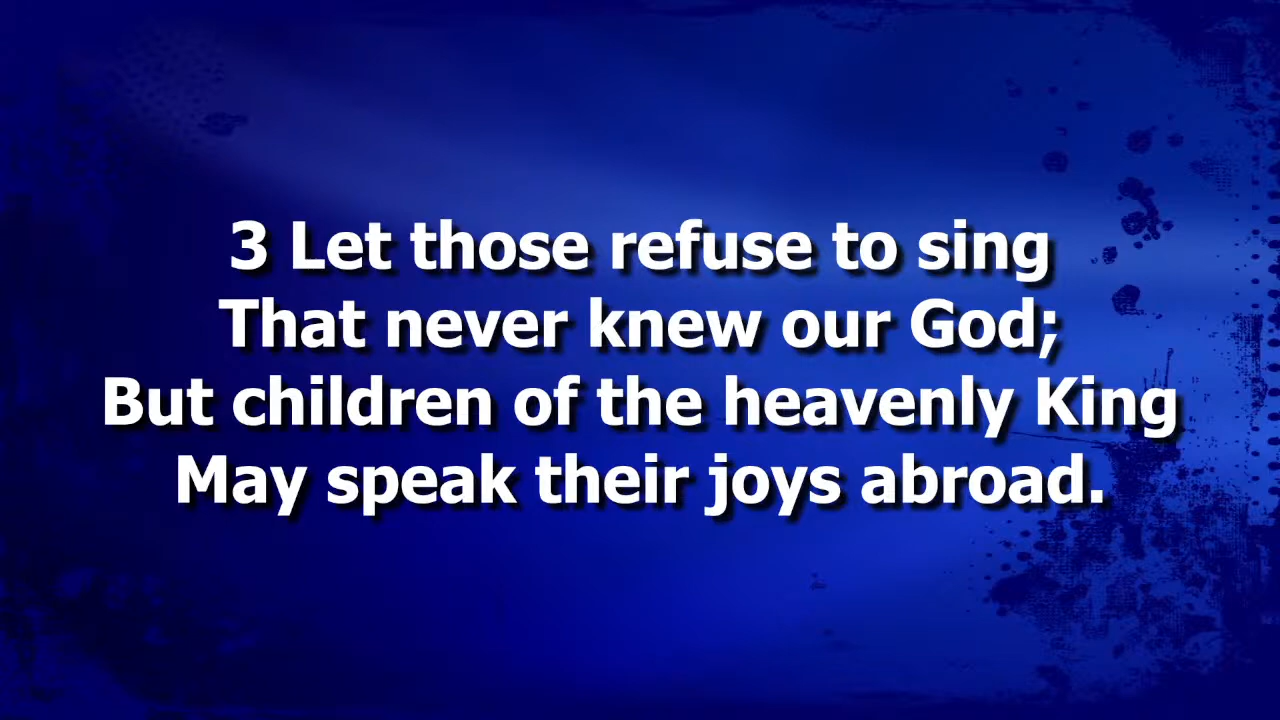 3 Let those refuse to sing
That never knew our God;
But children of the heavenly King
May speak their joys abroad.